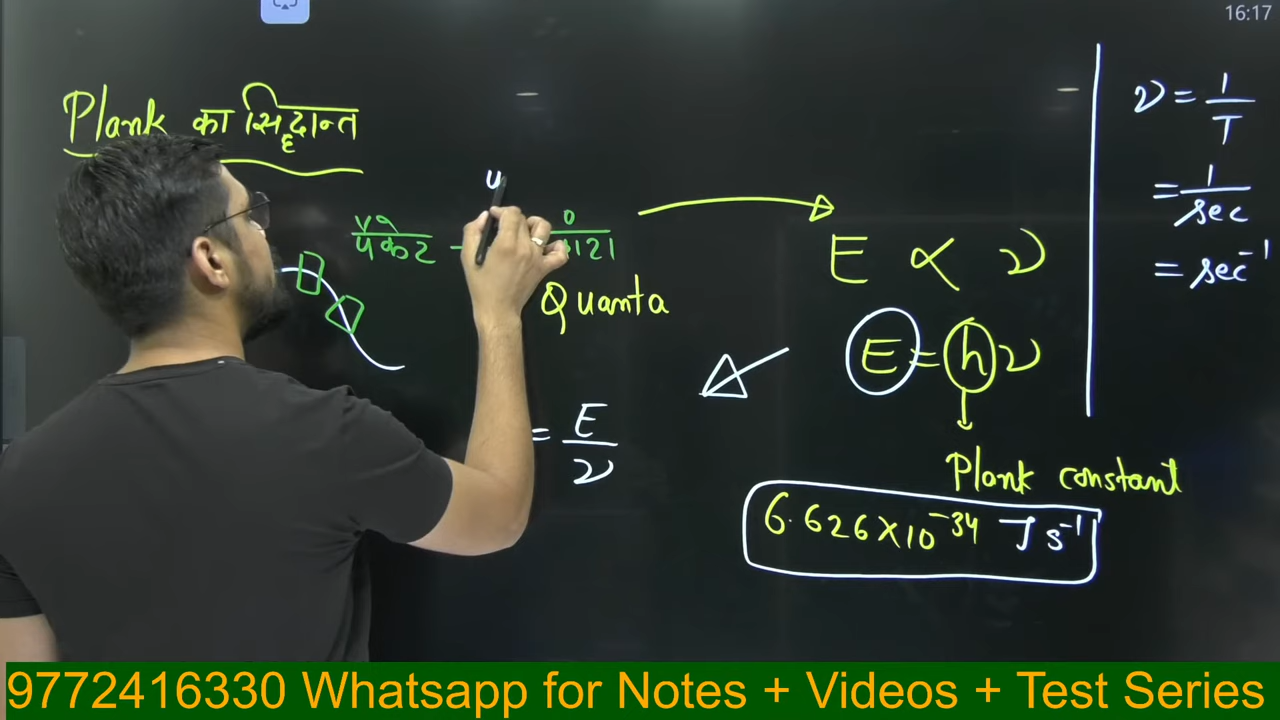 16:17
Plank का सिद्धान्त
ν = 1/T
= 1/sec
= sec⁻¹
E ∝ ν
Quanta
E = hν
= E/ν
Plank constant
6.626×10⁻³⁴ J s⁻¹
9772416330 Whatsapp for Notes + Videos + Test Series